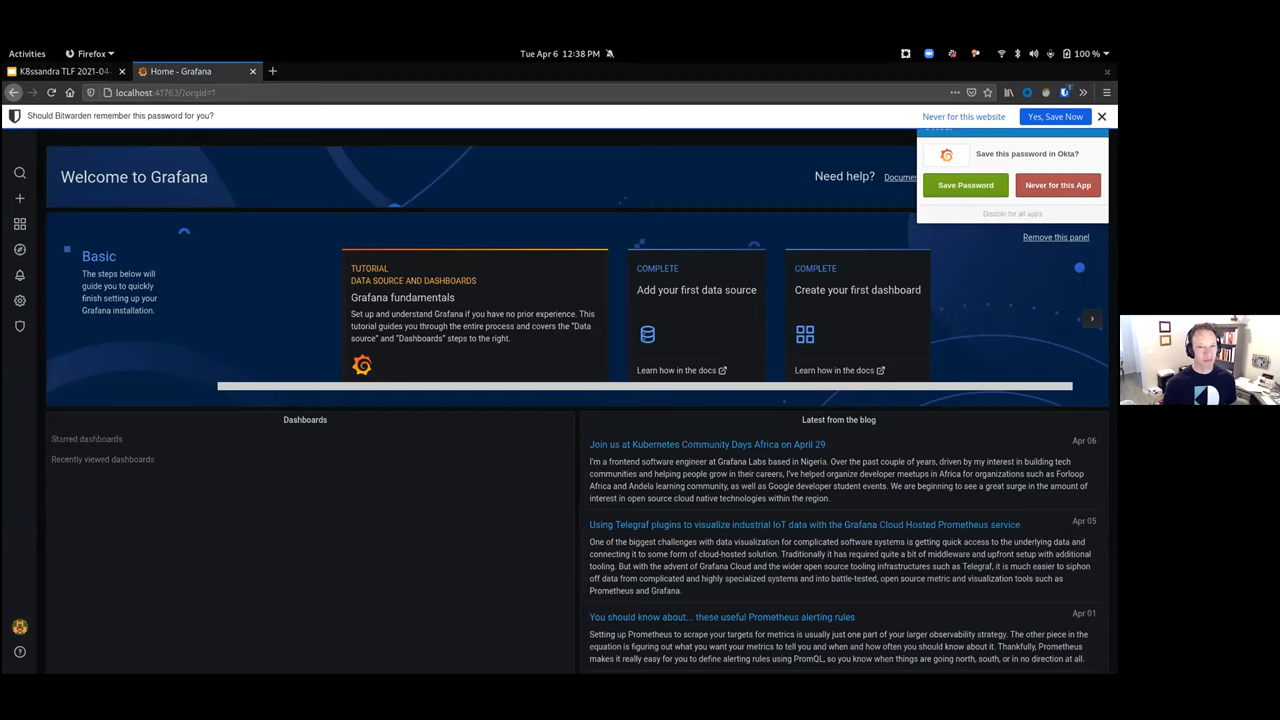 Activities
Firefox
Tue Apr 6 12:38 PM
100 %
K8ssandra TLF 2021-04-
Home - Grafana
localhost:41763/?orgId=1
Should Bitwarden remember this password for you?
Never for this website
Yes, Save Now
Save this password in Okta?
Save Password
Never for this App
Disable for all apps
Welcome to Grafana
Need help?
Documen
Remove this panel
Basic
The steps below will
guide you to quickly
finish setting up your
Grafana installation.
TUTORIAL
DATA SOURCE AND DASHBOARDS
Grafana fundamentals
Set up and understand Grafana if you have no prior experience. This
tutorial guides you through the entire process and covers the "Data
source" and "Dashboards" steps to the right.
COMPLETE
Add your first data source
Learn how in the docs
COMPLETE
Create your first dashboard
Learn how in the docs
Dashboards
Starred dashboards
Recently viewed dashboards
Latest from the blog
Join us at Kubernetes Community Days Africa on April 29
Apr 06
I'm a frontend software engineer at Grafana Labs based in Nigeria. Over the past couple of years, driven by my interest in building tech
communities and helping people grow in their careers, I've helped organize developer meetups in Africa for organizations such as Forloop
Africa and Andela learning community, as well as Google developer student events. We are beginning to see a great surge in the amount of
interest in open source cloud native technologies within the region.
Using Telegraf plugins to visualize industrial IoT data with the Grafana Cloud Hosted Prometheus service
Apr 05
One of the biggest challenges with data visualization for complicated software systems is getting quick access to the underlying data and
connecting it to some form of cloud-hosted solution. Traditionally it has required quite a bit of middleware and upfront setup with additional
tooling. But with the advent of Grafana Cloud and the wider open source tooling infrastructures such as Telegraf, it is much easier to siphon
off data from complicated and highly specialized systems and into battle-tested, open source metric and visualization tools such as
Prometheus and Grafana.
You should know about... these useful Prometheus alerting rules
Apr 01
Setting up Prometheus to scrape your targets for metrics is usually just one part of your larger observability strategy. The other piece in the
equation is figuring out what you want your metrics to tell you and when and how often you should know about it. Thankfully, Prometheus
makes it really easy for you to define alerting rules using PromQL, so you know when things are going north, south, or in no direction at all.